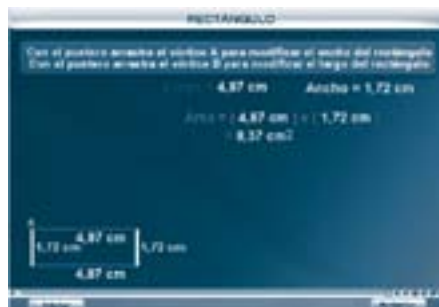 RECTÁNGULO
Con el puntero arrastra el vértice A para modificar el ancho del rectángulo
Con el puntero arrastra el vértice B para modificar el largo del rectángulo
4,87 cm Ancho = 1,72 cm
Area = ( 4,87 cm ) x ( 1,72 cm )
= 8,37 cm2
1,72 cm 4,87 cm 1,72 cm
4,87 cm